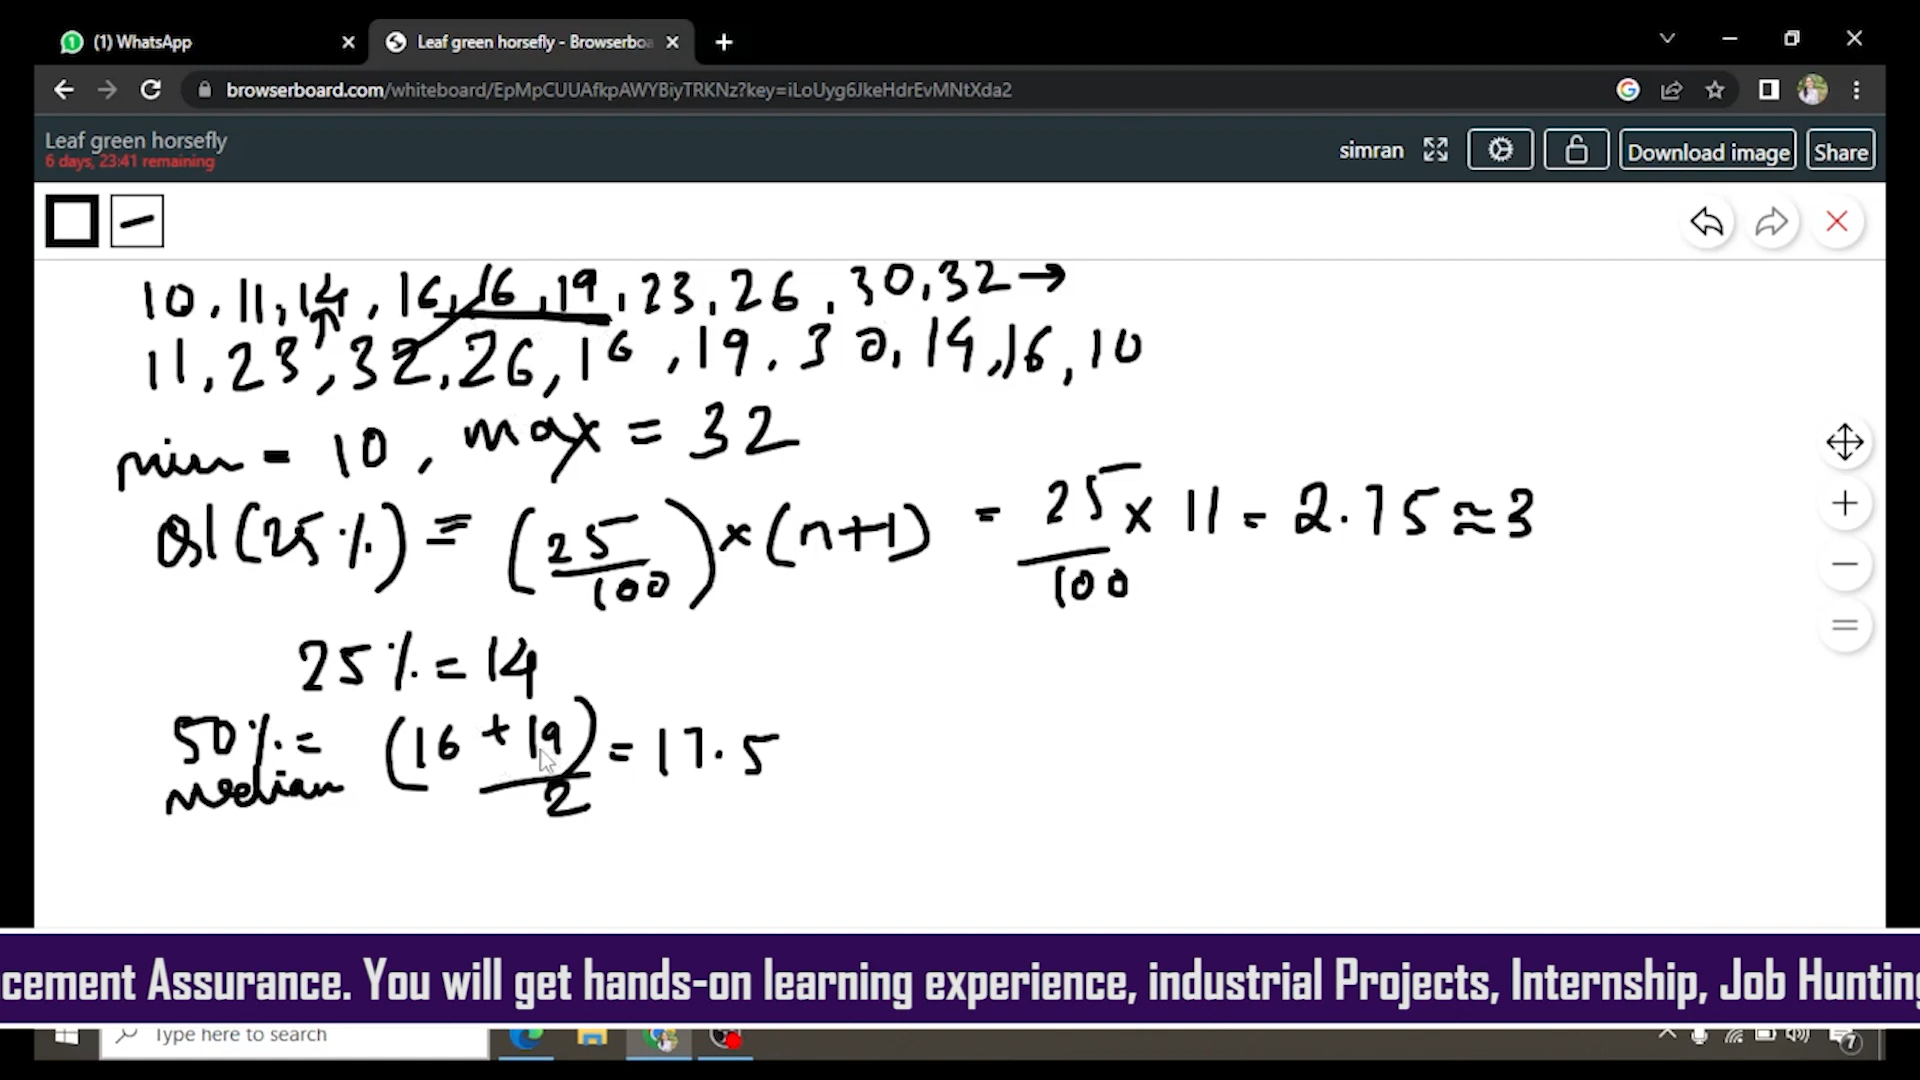 (1) WhatsApp
Leaf green horsefly - Browserboa
browserboard.com/whiteboard/EpMpCUUAfkpAWYBiyTRKNz?key=iLoUyg6JkeHdrEvMNtXda2
Leaf green horsefly
6 days, 23:41 remaining
simran
Download image
Share
10, 11, 14, 16, 16, 19, 23, 26, 30, 32 →
11, 23, 32, 26, 16, 19, 30, 14, 16, 10
min = 10, max = 32
Q1(25%) = (25/100) × (n+1) = 25/100 × 11 = 2.75 ≈ 3
25% = 14
50% = (16 + 19)/2 = 17.5
median
cement Assurance. You will get hands-on learning experience, industrial Projects, Internship, Job Hunting
Type here to search
7